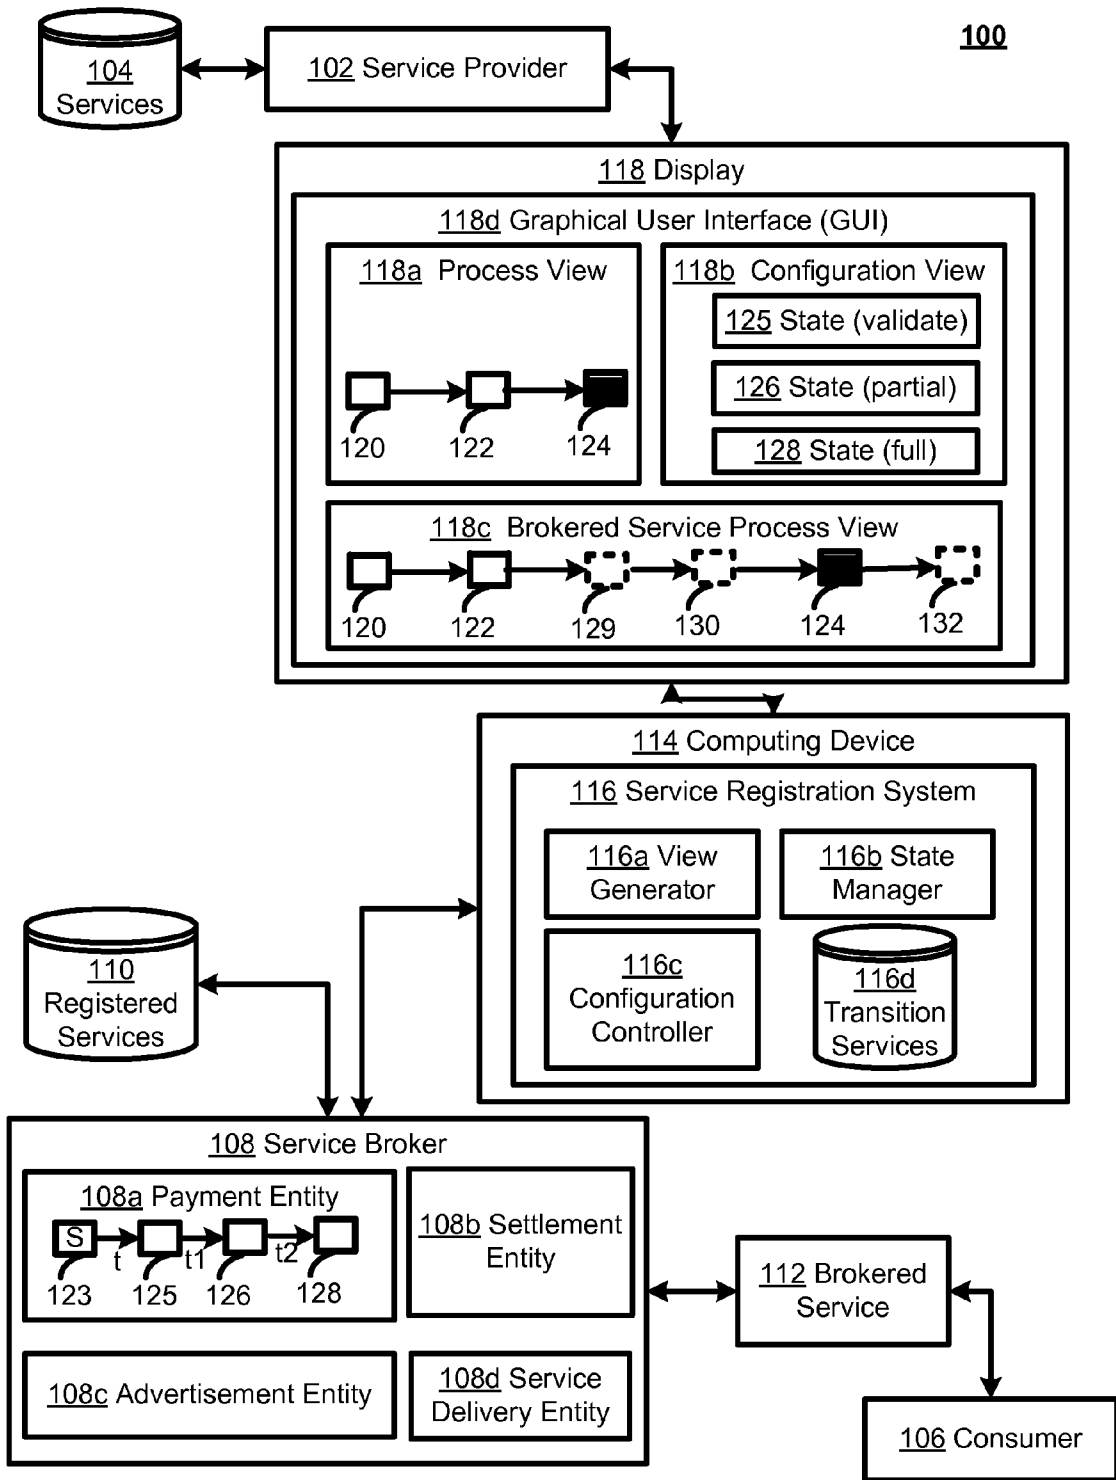 100
104
Services
102 Service Provider
118 Display
118d Graphical User Interface (GUI)
118a Process View
120
122
124
118b Configuration View
125 State (validate)
126 State (partial)
128 State (full)
118c Brokered Service Process View
120
122
129
130
124
132
114 Computing Device
116 Service Registration System
116a View
Generator
116b State
Manager
116c
Configuration
Controller
116d
Transition
Services
110
Registered
Services
108 Service Broker
108a Payment Entity
S
t
t1
t2
123
125
126
128
108b Settlement
Entity
108c Advertisement Entity
108d Service
Delivery Entity
112 Brokered
Service
106 Consumer